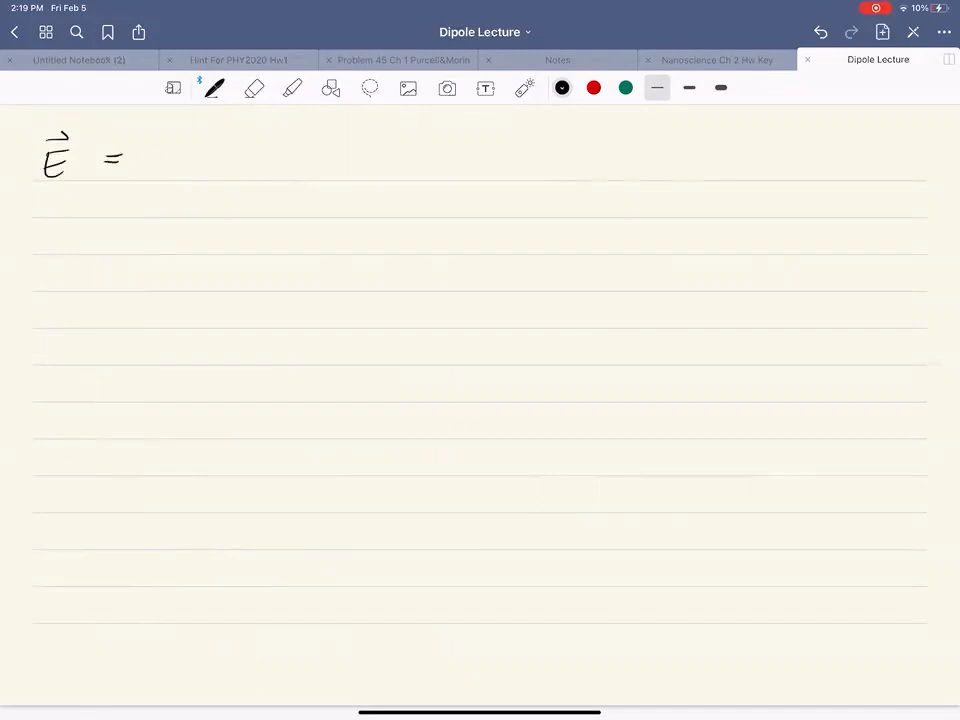 2:19 PM Fri Feb 5
10%
Dipole Lecture
Untitled Notebook (2)
Hint For PHY2020 Hw1
Problem 45 Ch 1 Purcell&Morin
Notes
Nanoscience Ch 2 Hw Key
Dipole Lecture
T
E⃗ =